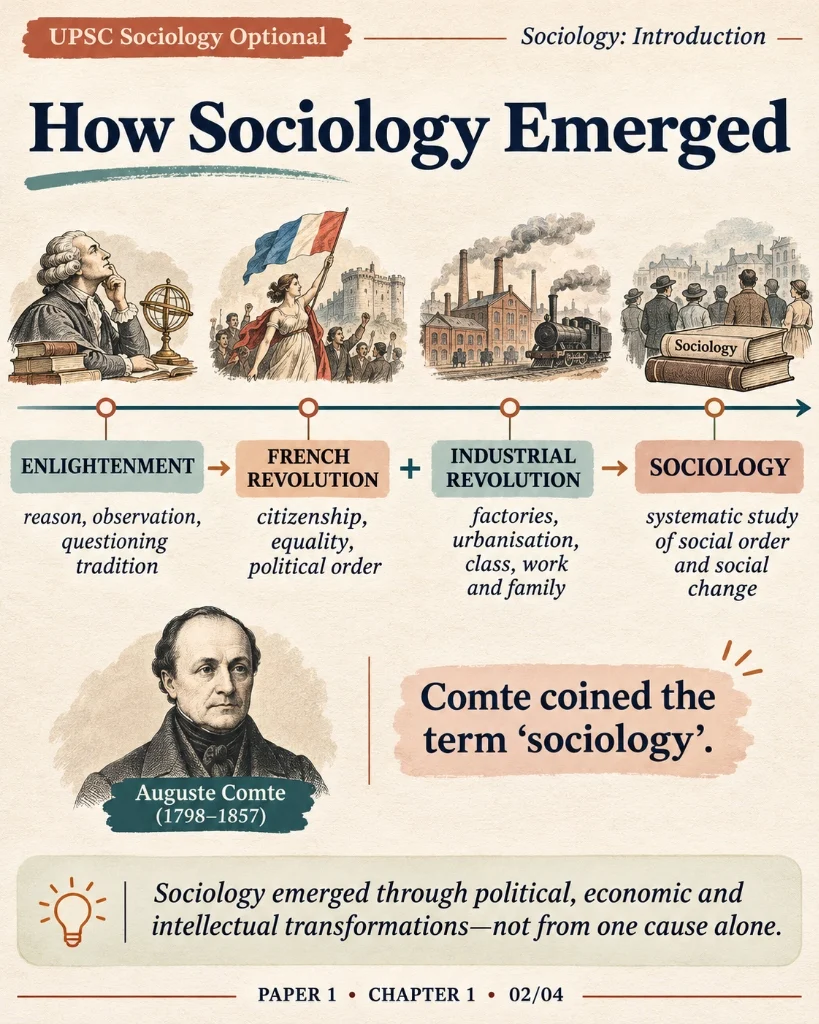 UPSC Sociology Optional
Sociology: Introduction
How Sociology Emerged
Sociology
ENLIGHTENMENT
reason, observation,
questioning
tradition
FRENCH
REVOLUTION
citizenship,
equality,
political order
+
INDUSTRIAL
REVOLUTION
factories,
urbanisation,
class, work
and family
SOCIOLOGY
systematic study
of social order
and social
change
Auguste Comte
(1798–1857)
Comte coined the
term ‘sociology’.
Sociology emerged through political, economic and
intellectual transformations—not from one cause alone.
PAPER 1 • CHAPTER 1 • 02/04